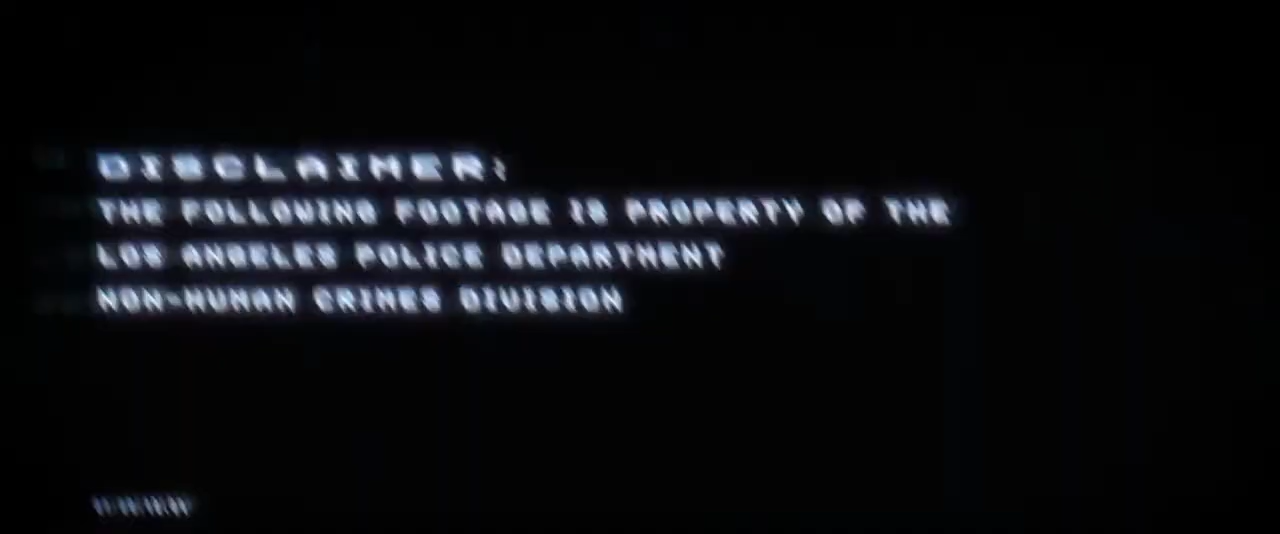 DISCLAIMER:
THE FOLLOWING FOOTAGE IS PROPERTY OF THE
LOS ANGELES POLICE DEPARTMENT
NON-HUMAN CRIMES DIVISION